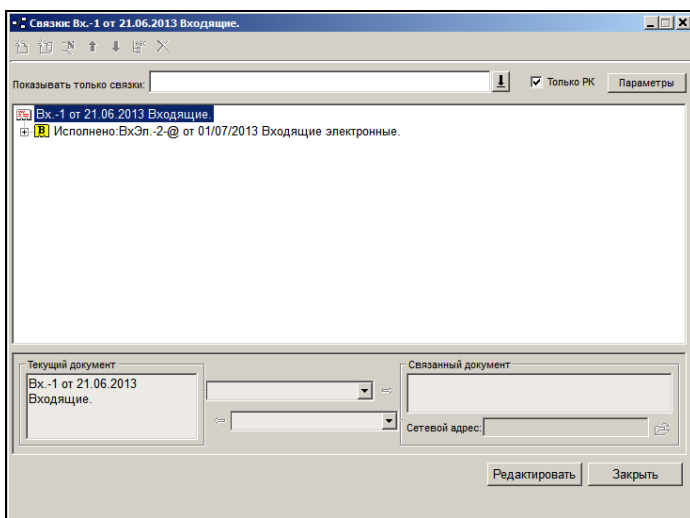 Связки: Вх.-1 от 21.06.2013 Входящие.
Показывать только связки:
Только РК
Параметры
Вх.-1 от 21.06.2013 Входящие.
В Исполнено:ВхЭл.-2-@ от 01/07/2013 Входящие электронные.
Текущий документ
Вх.-1 от 21.06.2013
Входящие.
Связанный документ
Сетевой адрес:
Редактировать
Закрыть